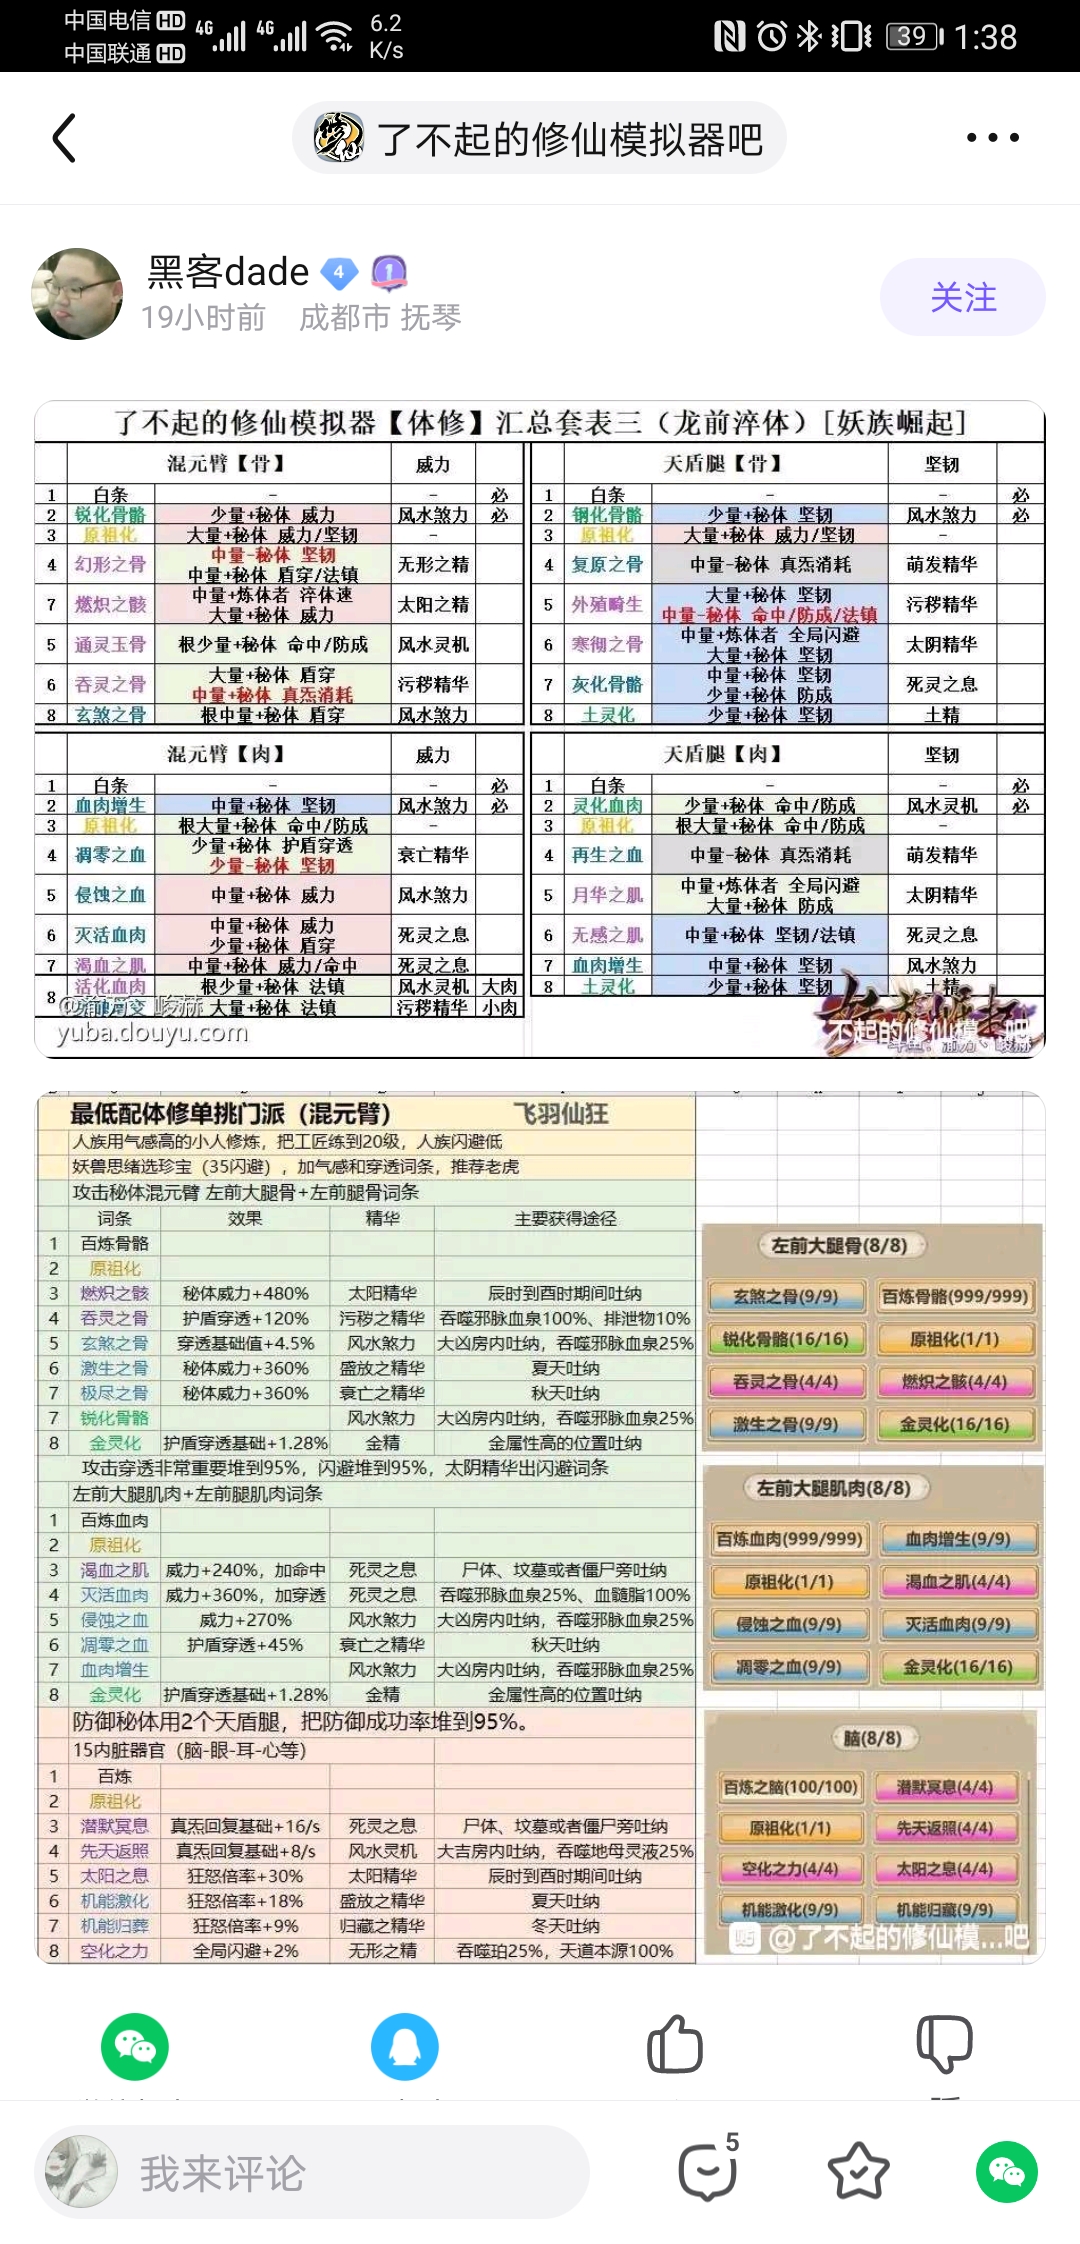 中国电信 HD 4G 4G 6.2 39 1:38
中国联通 HD K/s
了不起的修仙模拟器吧
黑客dade 4 1
19小时前 成都市 抚琴
关注
了不起的修仙模拟器【体修】汇总套表三（龙前淬体）[妖族崛起]
混元臂【骨】 威力
1 白条 - - 必
2 锐化骨骼 少量+秘体 威力 风水煞力 必
3 原祖化 大量+秘体 威力/坚韧 -
4 幻形之骨 中量-秘体 坚韧 无形之精
中量+秘体 盾穿/法镇
7 燃炽之骸 中量+炼体者 淬体速 太阳之精
大量+秘体 威力
5 通灵玉骨 根少量+秘体 命中/防成 风水灵机
6 吞灵之骨 大量+秘体 盾穿 污秽精华
中量+秘体 真炁消耗
8 玄煞之骨 根中量+秘体 盾穿 风水煞力
天盾腿【骨】 坚韧
1 白条 - - 必
2 钢化骨骼 少量+秘体 坚韧 风水煞力 必
3 原祖化 大量+秘体 威力/坚韧 -
4 复原之骨 中量-秘体 真炁消耗 萌发精华
5 外殖畸生 大量+秘体 坚韧 污秽精华
中量-秘体 命中/防成/法镇
6 寒彻之骨 中量+炼体者 全局闪避 太阴精华
大量+秘体 坚韧
7 灰化骨骼 中量+秘体 坚韧 死灵之息
少量+秘体 防成
8 土灵化 少量+秘体 坚韧 土精
混元臂【肉】 威力
1 白条 - - 必
2 血肉增生 中量+秘体 坚韧 风水煞力 必
3 原祖化 根大量+秘体 命中/防成 -
4 凋零之血 少量+秘体 护盾穿透 衰亡精华
少量-秘体 坚韧
5 侵蚀之血 中量+秘体 威力 风水煞力
6 灭活血肉 中量+秘体 威力 死灵之息
少量+秘体 盾穿
7 渴血之肌 中量+秘体 威力/命中 死灵之息
8 活化血肉 根少量+秘体 法镇 风水灵机 大肉
大量+秘体 法镇 污秽精华 小肉
yuba.douyu.com
天盾腿【肉】 坚韧
1 白条 - - 必
2 灵化血肉 少量+秘体 命中/防成 风水灵机 必
3 原祖化 根大量+秘体 命中/防成 -
4 再生之血 中量-秘体 真炁消耗 萌发精华
5 月华之肌 中量+炼体者 全局闪避 太阴精华
大量+秘体 防成
6 无感之肌 中量+秘体 坚韧/法镇 死灵之息
7 血肉增生 中量+秘体 坚韧 风水煞力
8 土灵化 少量+秘体 坚韧 土精
不起的修仙模...吧
最低配体修单挑门派（混元臂） 飞羽仙狂
人族用气感高的小人修炼，把工匠练到20级，人族闪避低
妖兽思绪选珍宝（35闪避），加气感和穿透词条，推荐老虎
攻击秘体混元臂 左前大腿骨+左前腿骨词条
词条 效果 精华 主要获得途径
1 百炼骨骼
2 原祖化
3 燃炽之骸 秘体威力+480% 太阳精华 辰时到酉时期间吐纳
4 吞灵之骨 护盾穿透+120% 污秽之精华 吞噬邪脉血泉100%、排泄物10%
5 玄煞之骨 穿透基础值+4.5% 风水煞力 大凶房内吐纳，吞噬邪脉血泉25%
6 激生之骨 秘体威力+360% 盛放之精华 夏天吐纳
7 极尽之骨 秘体威力+360% 衰亡之精华 秋天吐纳
7 锐化骨骼 风水煞力 大凶房内吐纳，吞噬邪脉血泉25%
8 金灵化 护盾穿透基础+1.28% 金精 金属性高的位置吐纳
攻击穿透非常重要堆到95%，闪避堆到95%，太阴精华出闪避词条
左前大腿肌肉+左前腿肌肉词条
1 百炼血肉
2 原祖化
3 渴血之肌 威力+240%，加命中 死灵之息 尸体、坟墓或者僵尸旁吐纳
4 灭活血肉 威力+360%，加穿透 死灵之息 吞噬邪脉血泉25%、血髓脂100%
5 侵蚀之血 威力+270% 风水煞力 大凶房内吐纳，吞噬邪脉血泉25%
6 凋零之血 护盾穿透+45% 衰亡之精华 秋天吐纳
7 血肉增生 风水煞力 大凶房内吐纳，吞噬邪脉血泉25%
8 金灵化 护盾穿透基础+1.28% 金精 金属性高的位置吐纳
防御秘体用2个天盾腿，把防御成功率堆到95%。
15内脏器官（脑-眼-耳-心等）
1 百炼
2 原祖化
3 潜默冥息 真炁回复基础+16/s 死灵之息 尸体、坟墓或者僵尸旁吐纳
4 先天返照 真炁回复基础+8/s 风水灵机 大吉房内吐纳，吞噬地母灵液25%
5 太阳之息 狂怒倍率+30% 太阳精华 辰时到酉时期间吐纳
6 机能激化 狂怒倍率+18% 盛放之精华 夏天吐纳
7 机能归葬 狂怒倍率+9% 归藏之精华 冬天吐纳
8 空化之力 全局闪避+2% 无形之精 吞噬珀25%，天道本源100%
左前大腿骨(8/8)
玄煞之骨(9/9) 百炼骨骼(999/999)
锐化骨骼(16/16) 原祖化(1/1)
吞灵之骨(4/4) 燃炽之骸(4/4)
激生之骨(9/9) 金灵化(16/16)
左前大腿肌肉(8/8)
百炼血肉(999/999) 血肉增生(9/9)
原祖化(1/1) 渴血之肌(4/4)
侵蚀之血(9/9) 灭活血肉(9/9)
凋零之血(9/9) 金灵化(16/16)
脑(8/8)
百炼之脑(100/100) 潜默冥息(4/4)
原祖化(1/1) 先天返照(4/4)
空化之力(4/4) 太阳之息(4/4)
机能激化(9/9) 机能归藏(9/9)
贴 @了不起的修仙模...吧
我来评论
5